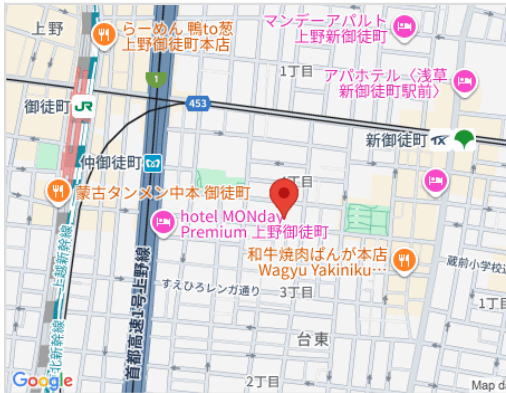 上野
らーめん 鴨to葱
上野御徒町本店
マンデーアパルト
上野新御徒町
1丁目
1
アパホテル〈浅草
新御徒町駅前〉
御徒町
JR
453
新御徒町
TX
仲御徒町
蒙古タンメン中本 御徒町
hotel MONday
Premium 上野御徒町
和牛焼肉ぱんが本店
Wagyu Yakiniku…
蔵前小学校通
上越新幹線
首都高速1号上野線
すえひろレンガ通り
3丁目
1丁目
台東
北新幹線
2丁目
Google
Map da